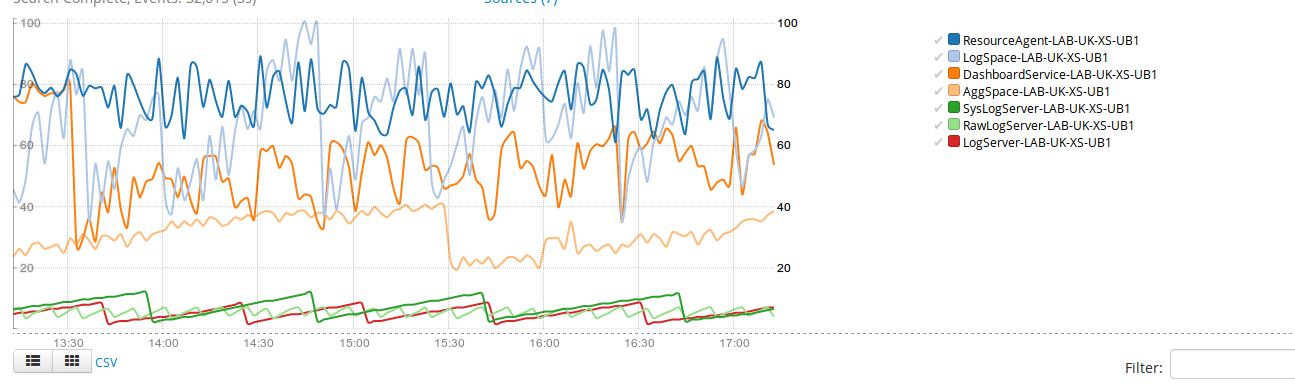 Search Complete, Events: 32,015 (3s)
Sources (7)
100 100
80 80
60 60
40 40
20 20
13:30 14:00 14:30 15:00 15:30 16:00 16:30 17:00
✔ ResourceAgent-LAB-UK-XS-UB1
✔ LogSpace-LAB-UK-XS-UB1
✔ DashboardService-LAB-UK-XS-UB1
✔ AggSpace-LAB-UK-XS-UB1
✔ SysLogServer-LAB-UK-XS-UB1
✔ RawLogServer-LAB-UK-XS-UB1
✔ LogServer-LAB-UK-XS-UB1
CSV
Filter: